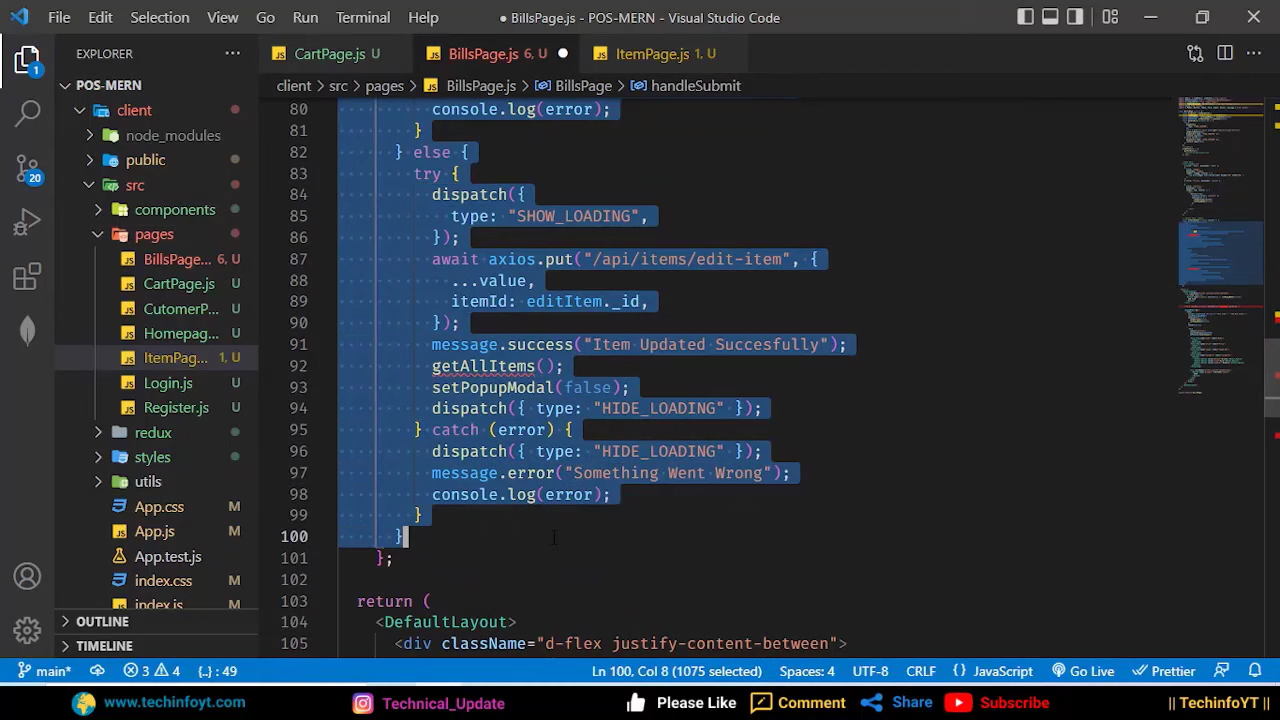 File Edit Selection View Go Run Terminal Help
● BillsPage.js - POS-MERN - Visual Studio Code
EXPLORER
CartPage.js U
BillsPage.js 6, U
ItemPage.js 1, U
client > src > pages > BillsPage.js > BillsPage > handleSubmit
POS-MERN
client
node_modules
public
src
components
pages
BillsPage... 6, U
CartPage.js U
CutomerP... U
Homepag... U
ItemPag... 1, U
Login.js U
Register.js U
redux
styles
utils
App.css M
App.js M
App.test.js
index.css M
index.js M
OUTLINE
TIMELINE
1
20
80 console.log(error);
81 }
82 } else {
83 try {
84 dispatch({
85 type: "SHOW_LOADING",
86 });
87 await axios.put("/api/items/edit-item", {
88 ...value,
89 itemId: editItem._id,
90 });
91 message.success("Item Updated Succesfully");
92 getAllItems();
93 setPopupModal(false);
94 dispatch({ type: "HIDE_LOADING" });
95 } catch (error) {
96 dispatch({ type: "HIDE_LOADING" });
97 message.error("Something Went Wrong");
98 console.log(error);
99 }
100 }
101 };
102
103 return (
104 <DefaultLayout>
105 <div className="d-flex justify-content-between">
main* 3 4 {..} : 49 Ln 100, Col 8 (1075 selected) Spaces: 4 UTF-8 CRLF {} JavaScript Go Live Prettier
www.techinfoyt.com Technical_Update Please Like Comment Share Subscribe || TechinfoYT ||